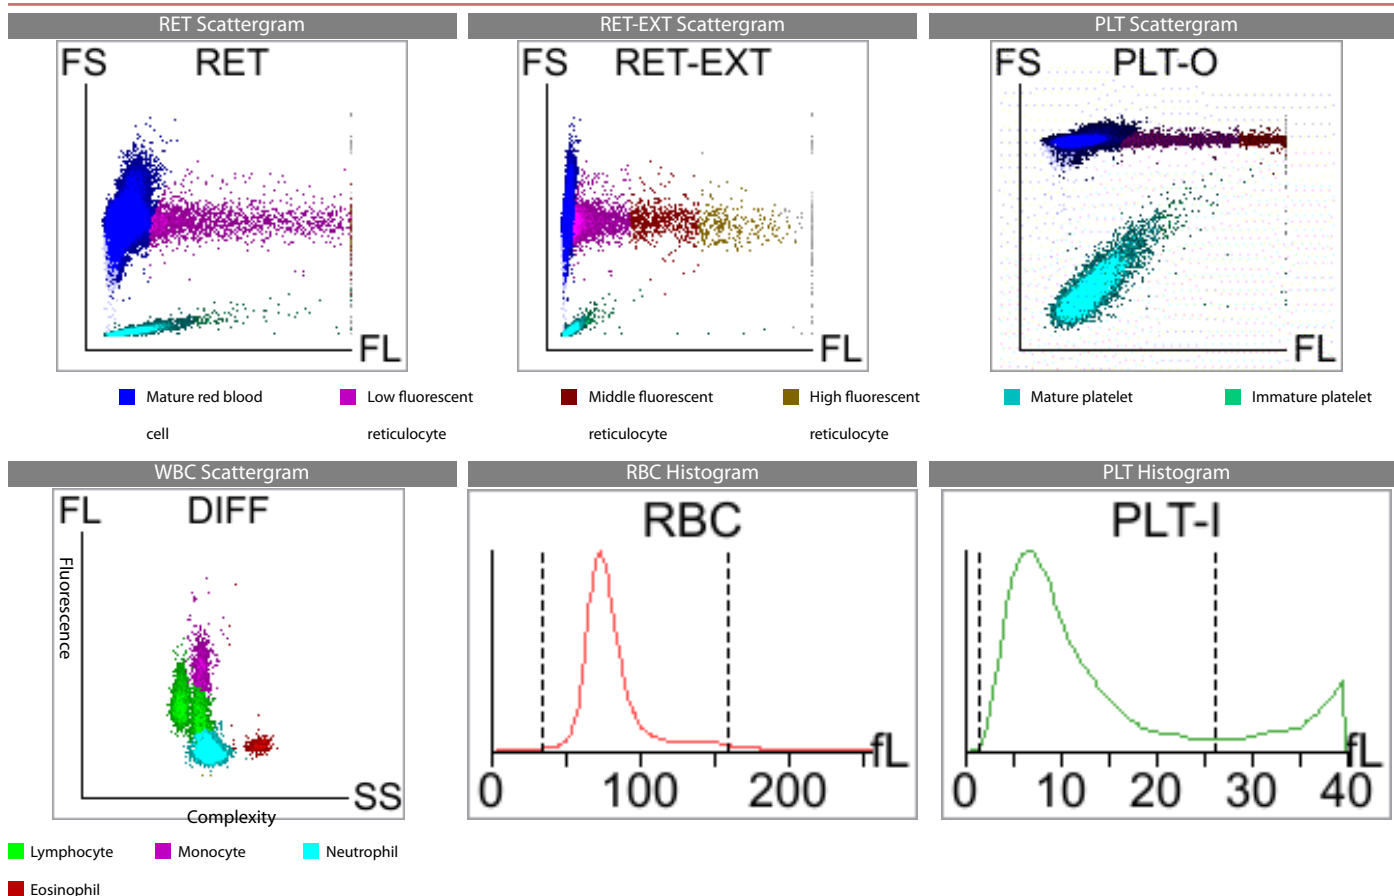 RET Scattergram
RET-EXT Scattergram
PLT Scattergram
FS RET
FL
FS RET-EXT
FL
FS PLT-O
FL
Mature red blood
cell
Low fluorescent
reticulocyte
Middle fluorescent
reticulocyte
High fluorescent
reticulocyte
Mature platelet
Immature platelet
WBC Scattergram
RBC Histogram
PLT Histogram
FL DIFF
Fluorescence
SS
Complexity
RBC
fL
0 100 200
PLT-I
fL
0 10 20 30 40
Lymphocyte
Monocyte
Neutrophil
Eosinophil